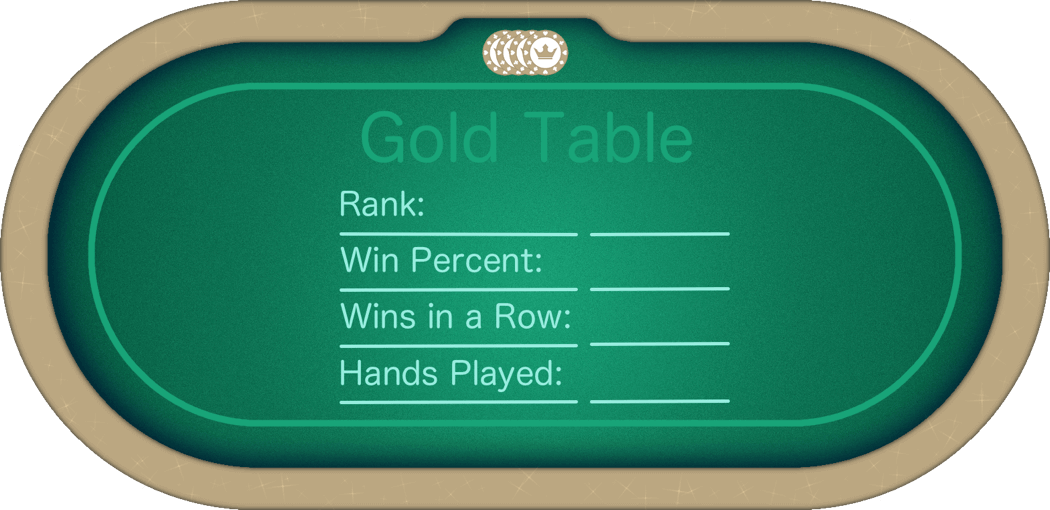 Gold Table
Rank:
Win Percent:
Wins in a Row:
Hands Played: